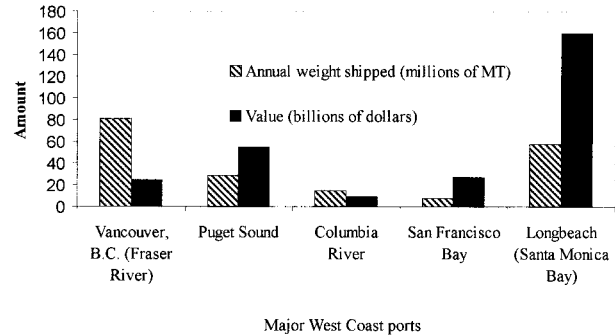 Amount
180
160
140
120
100
80
60
40
20
0
Annual weight shipped (millions of MT)
Value (billions of dollars)
Vancouver,
B.C. (Fraser
River)
Puget Sound
Columbia
River
San Francisco
Bay
Longbeach
(Santa Monica
Bay)
Major West Coast ports